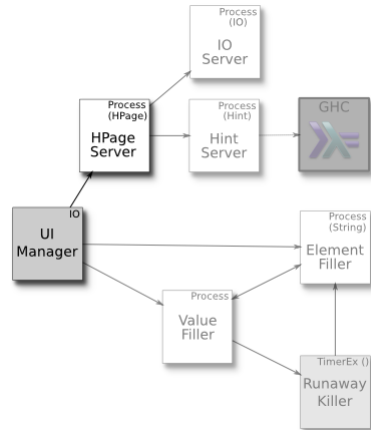 Process
(IO)
IO
Server
Process
(HPage)
HPage
Server
Process
(Hint)
Hint
Server
GHC
IO
UI
Manager
Process
(String)
Element
Filler
Process
Value
Filler
TimerEx ()
Runaway
Killer